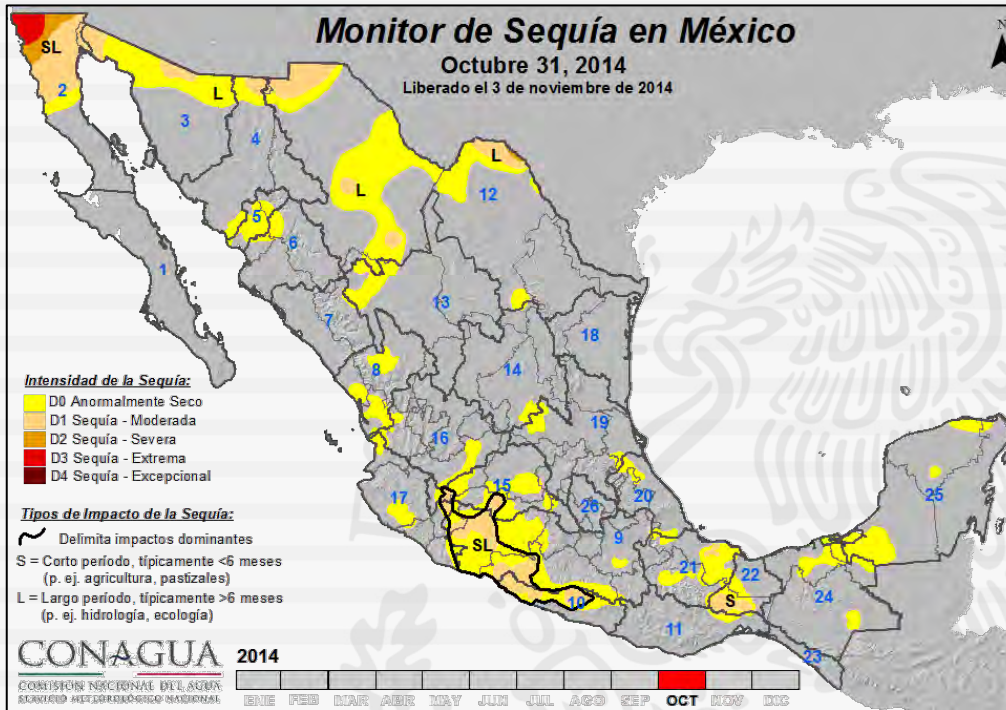 Monitor de Sequía en México
Octubre 31, 2014
Liberado el 3 de noviembre de 2014
N
SL
2
L
3
4
L
L
12
5
6
1
7
13
18
8
14
19
16
15
20
26
25
17
9
SL
21
22
10
S
24
11
23
Intensidad de la Sequía:
D0 Anormalmente Seco
D1 Sequía - Moderada
D2 Sequía - Severa
D3 Sequía - Extrema
D4 Sequía - Excepcional
Tipos de Impacto de la Sequía:
Delimita impactos dominantes
S = Corto período, típicamente <6 meses
(p. ej. agricultura, pastizales)
L = Largo período, típicamente >6 meses
(p. ej. hidrología, ecología)
CONAGUA
COMISIÓN NACIONAL DEL AGUA
SERVICIO METEOROLÓGICO NACIONAL
2014
ENE FEB MAR ABR MAY JUN JUL AGO SEP OCT NOV DIC